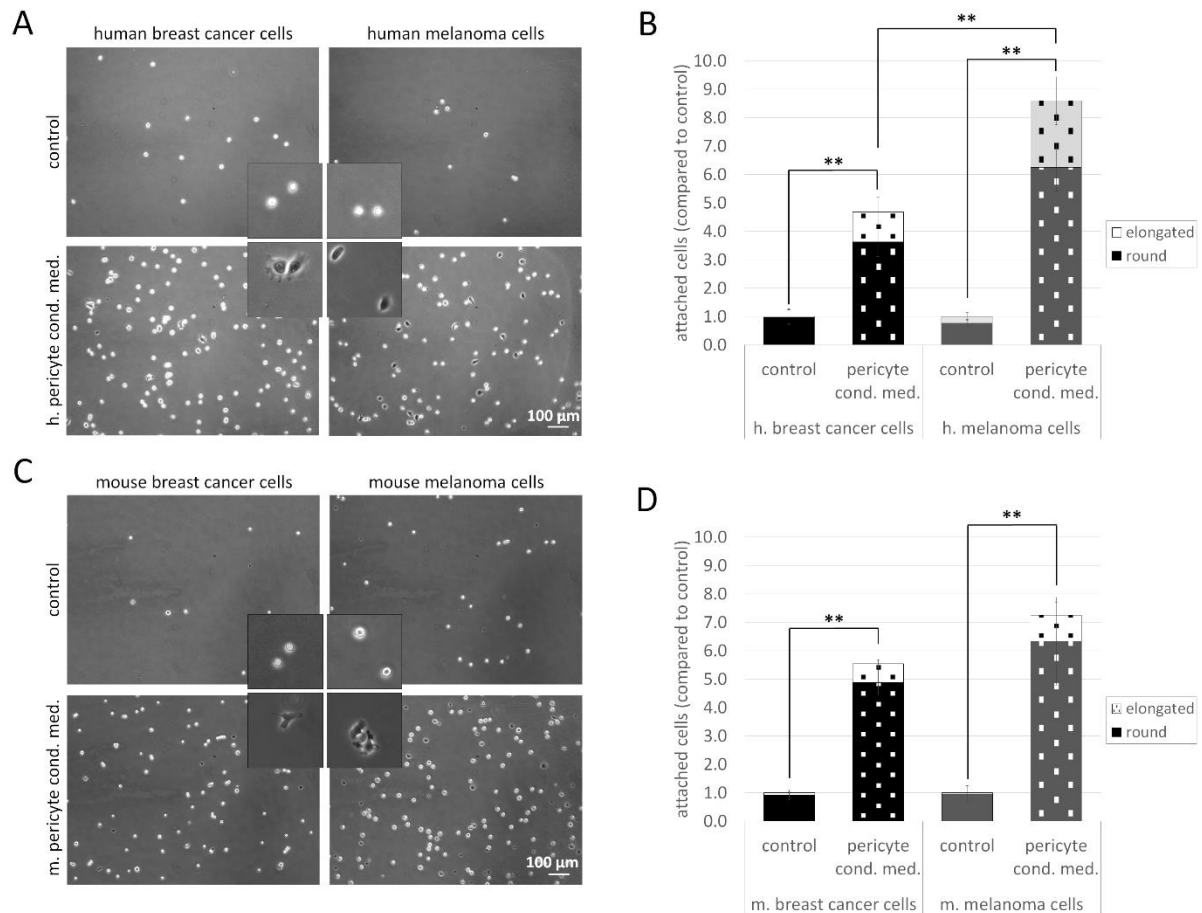 A
human breast cancer cells
human melanoma cells
control
h. pericyte cond. med.
100 µm
B
**
**
**
10.0
9.0
8.0
7.0
6.0
5.0
4.0
3.0
2.0
1.0
0.0
attached cells (compared to control)
elongated
round
control
pericyte
cond. med.
control
pericyte
cond. med.
h. breast cancer cells
h. melanoma cells
C
mouse breast cancer cells
mouse melanoma cells
control
m. pericyte cond. med.
100 µm
D
**
**
10.0
9.0
8.0
7.0
6.0
5.0
4.0
3.0
2.0
1.0
0.0
attached cells (compared to control)
elongated
round
control
pericyte
cond. med.
control
pericyte
cond. med.
m. breast cancer cells
m. melanoma cells